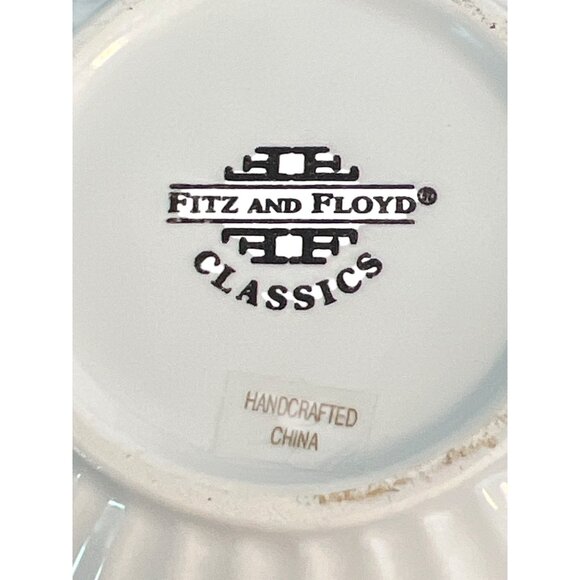 FITZ AND FLOYD®
CLASSICS
HANDCRAFTED
CHINA